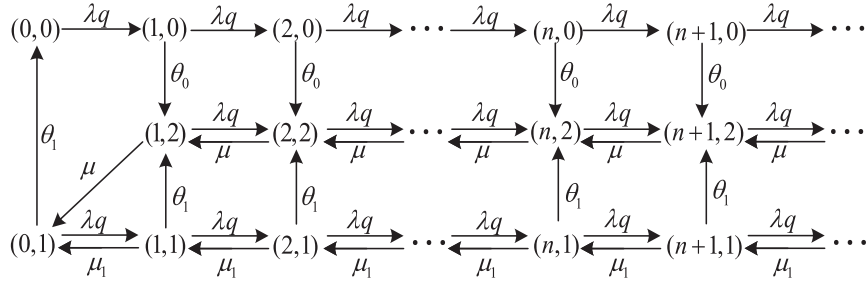 λq λq λq λq λq λq
(0,0) (1,0) (2,0) ··· (n,0) (n+1,0) ···
θ₀ θ₀ θ₀ θ₀
λq λq λq λq λq
θ₁ (1,2) (2,2) ··· (n,2) (n+1,2) ···
μ μ μ μ μ μ
θ₁ θ₁ θ₁ θ₁
λq λq λq λq λq λq
(0,1) (1,1) (2,1) ··· (n,1) (n+1,1) ···
μ₁ μ₁ μ₁ μ₁ μ₁ μ₁